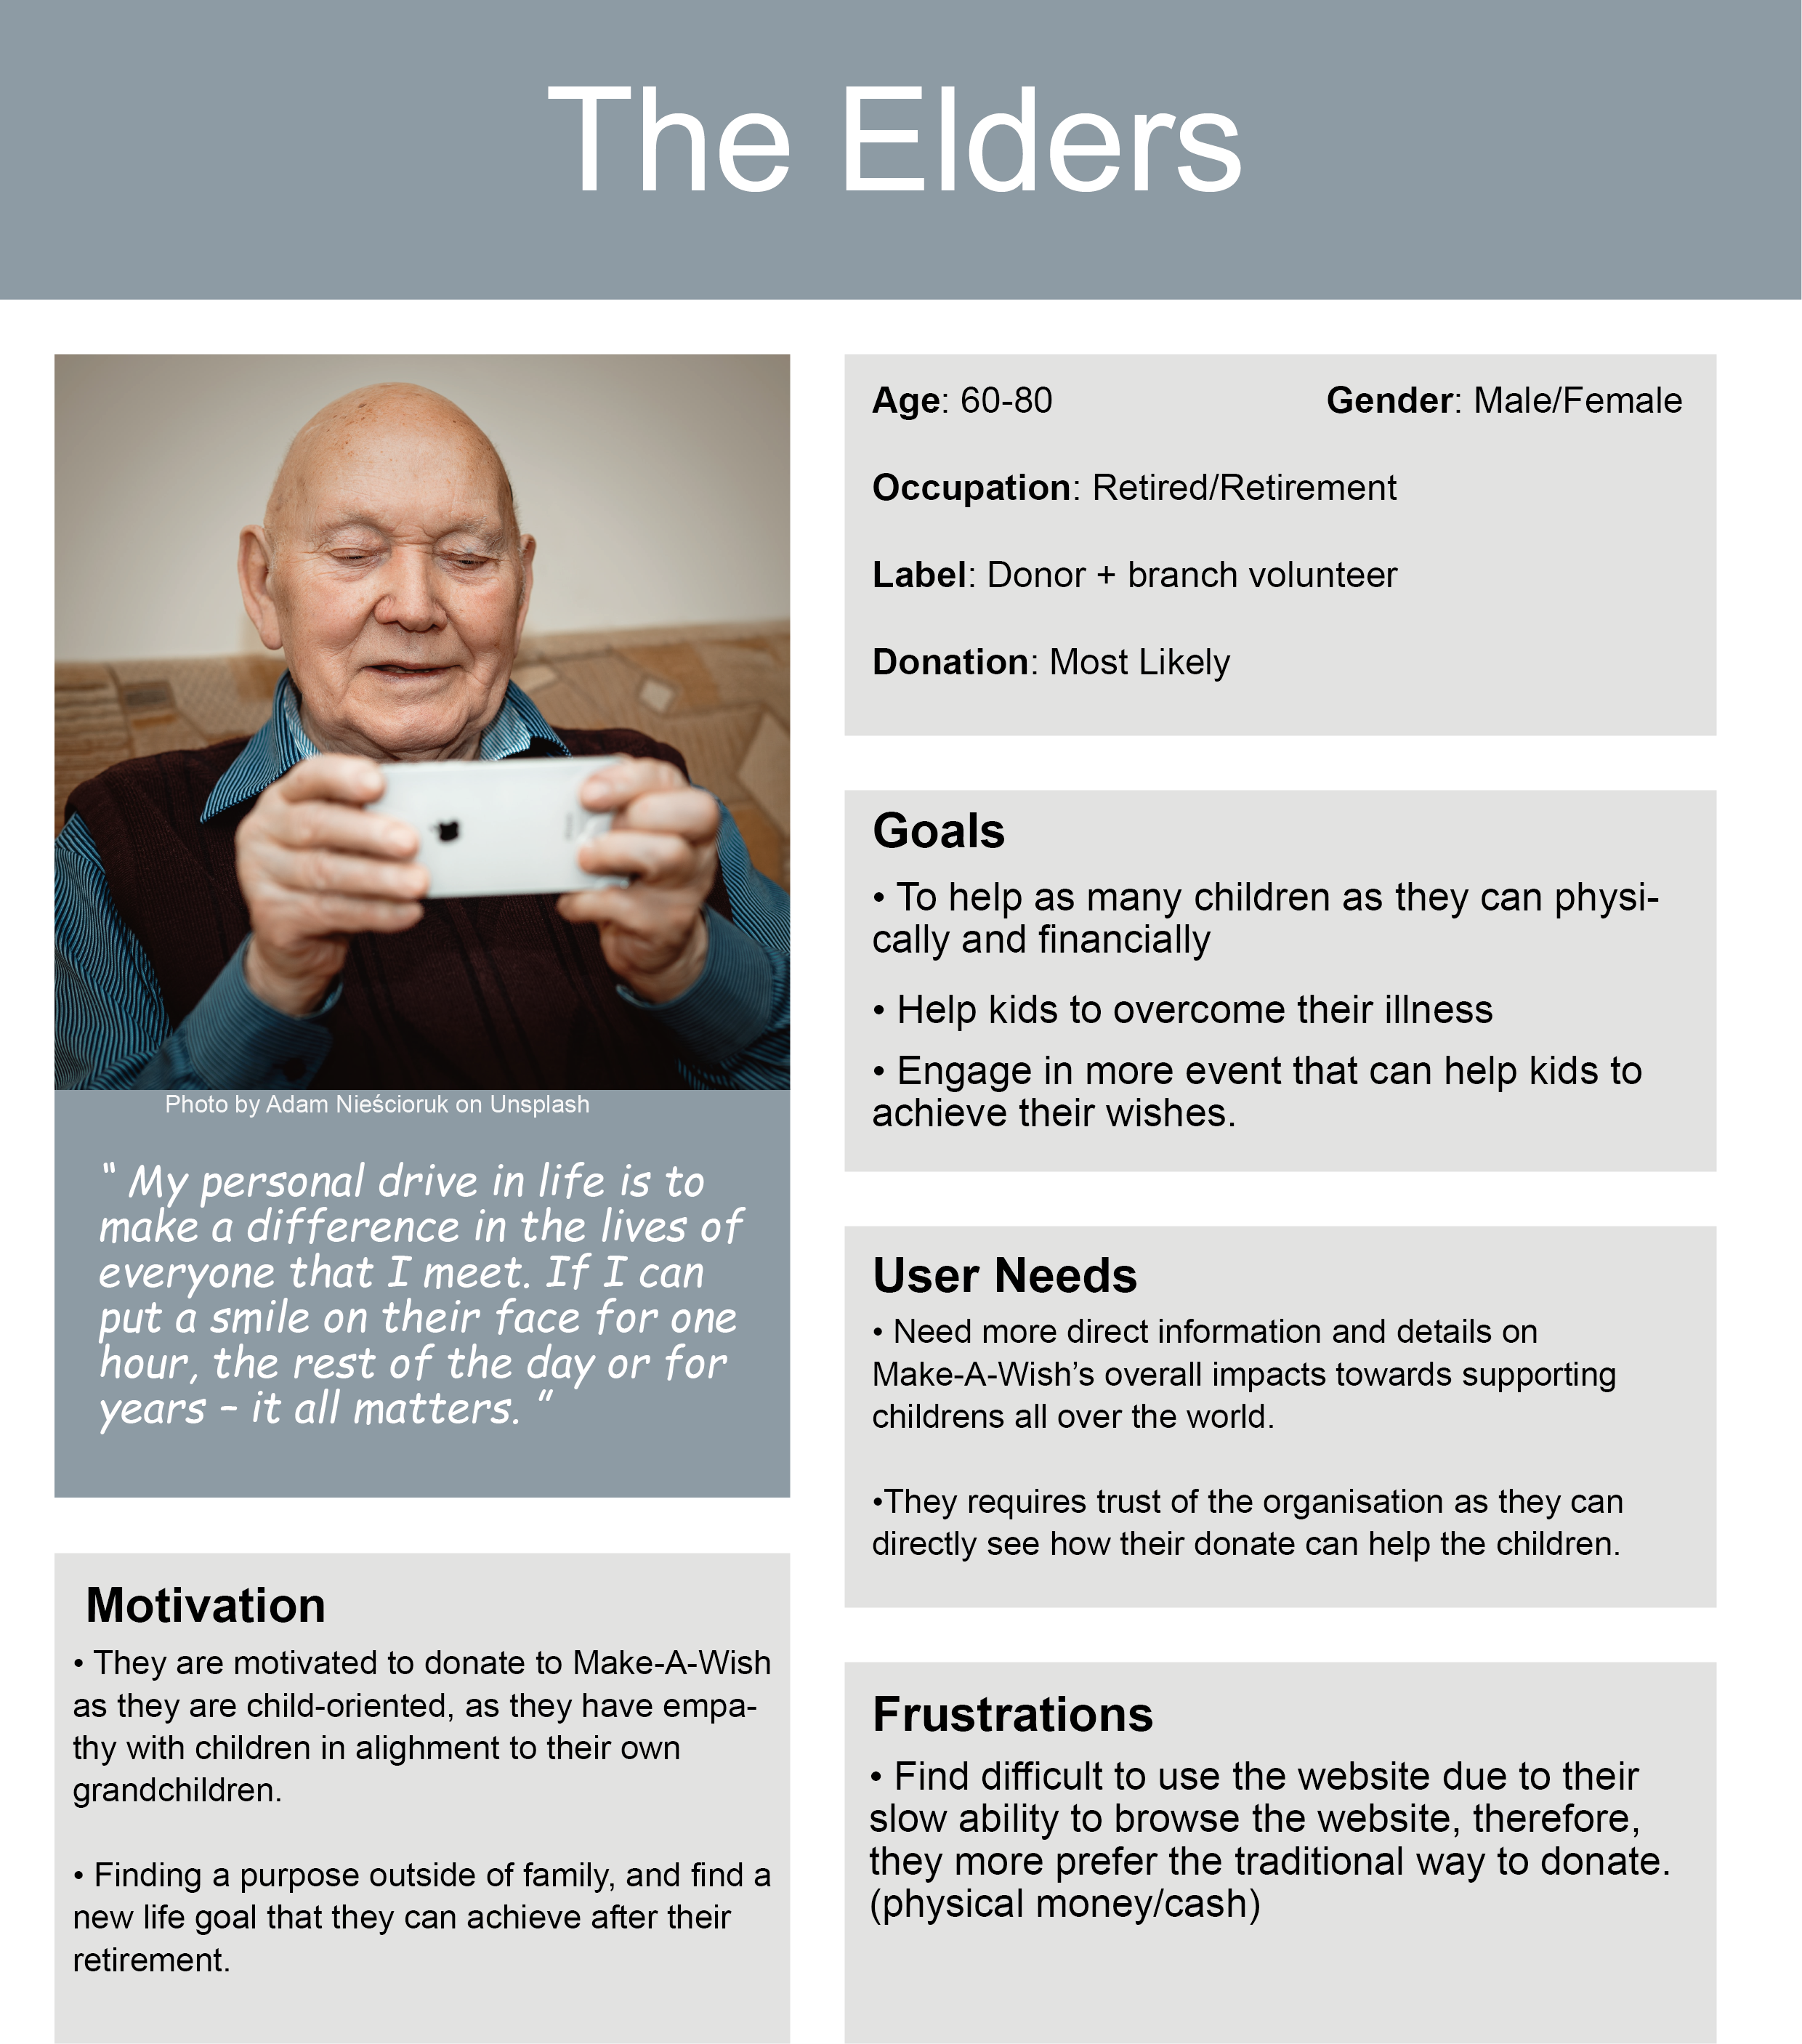 The Elders
Photo by Adam Nieścioruk on Unsplash
“ My personal drive in life is to
make a difference in the lives of
everyone that I meet. If I can
put a smile on their face for one
hour, the rest of the day or for
years – it all matters. ”
Motivation
• They are motivated to donate to Make-A-Wish
as they are child-oriented, as they have empa-
thy with children in alighment to their own
grandchildren.
• Finding a purpose outside of family, and find a
new life goal that they can achieve after their
retirement.
Age: 60-80 Gender: Male/Female
Occupation: Retired/Retirement
Label: Donor + branch volunteer
Donation: Most Likely
Goals
• To help as many children as they can physi-
cally and financially
• Help kids to overcome their illness
• Engage in more event that can help kids to
achieve their wishes.
User Needs
• Need more direct information and details on
Make-A-Wish’s overall impacts towards supporting
childrens all over the world.
•They requires trust of the organisation as they can
directly see how their donate can help the children.
Frustrations
• Find difficult to use the website due to their
slow ability to browse the website, therefore,
they more prefer the traditional way to donate.
(physical money/cash)